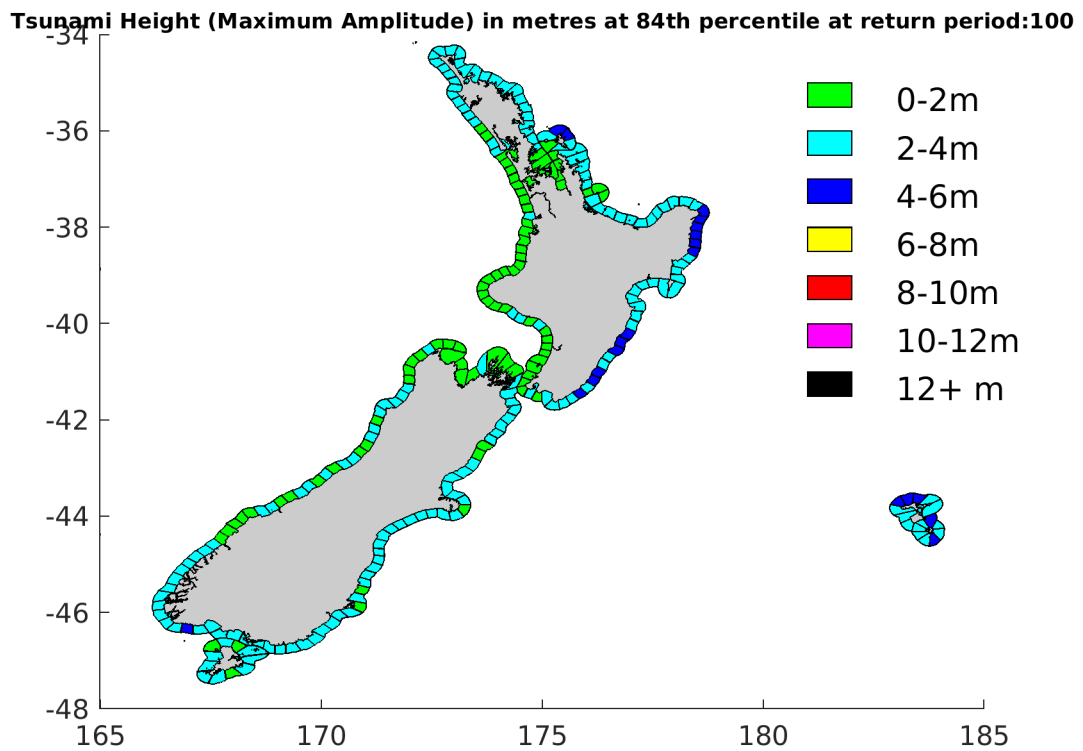 Tsunami Height (Maximum Amplitude) in metres at 84th percentile at return period:100
-34
-36
-38
-40
-42
-44
-46
-48
165
170
175
180
185
0-2m
2-4m
4-6m
6-8m
8-10m
10-12m
12+ m